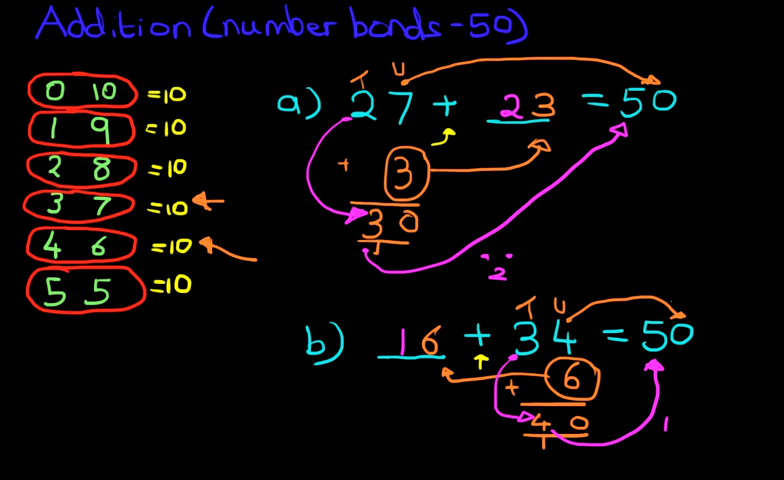 Addition (number bonds-50)
0 10 =10
1 9 =10
2 8 =10
3 7 =10
4 6 =10
5 5 =10
T U
a) 27 + 23 = 50
+ 3
30
1
2
T U
b) 16 + 34 = 50
+ 6
40
1
1